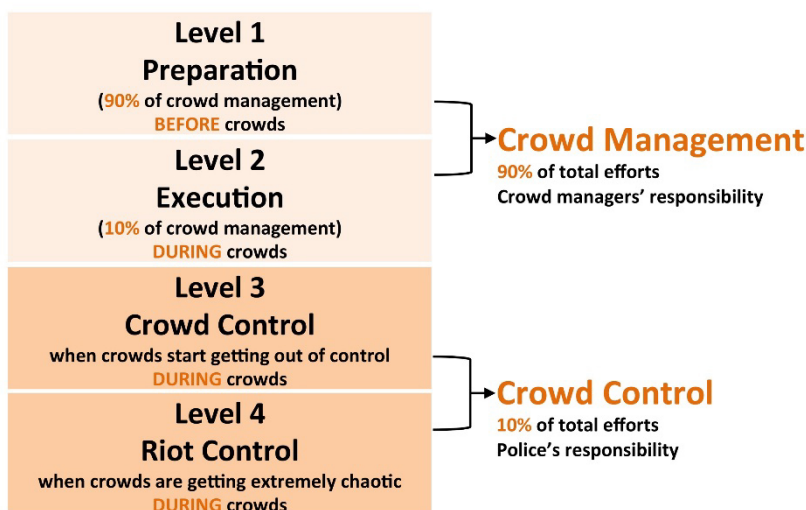 Level 1
Preparation
(90% of crowd management)
BEFORE crowds
Level 2
Execution
(10% of crowd management)
DURING crowds
Crowd Management
90% of total efforts
Crowd managers’ responsibility
Level 3
Crowd Control
when crowds start getting out of control
DURING crowds
Level 4
Riot Control
when crowds are getting extremely chaotic
DURING crowds
Crowd Control
10% of total efforts
Police’s responsibility